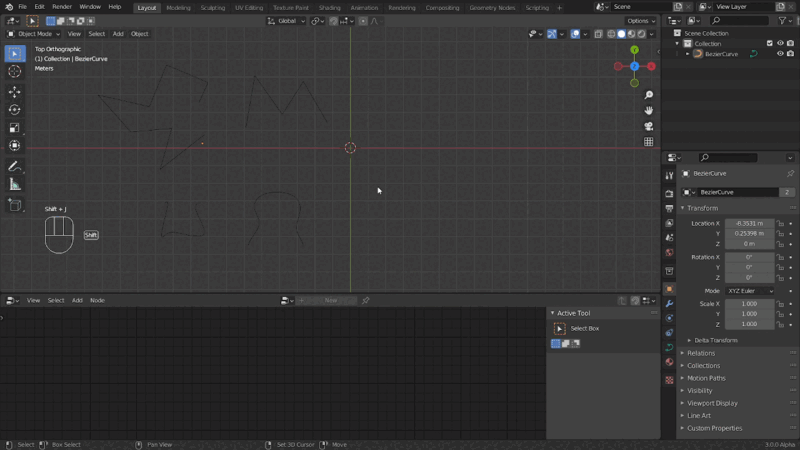 File Edit Render Window Help Layout Modeling Sculpting UV Editing Texture Paint Shading Animation Rendering Compositing Geometry Nodes Scripting Scene View Layer
Global Options
Object Mode View Select Add Object
Top Orthographic
(1) Collection | BezierCurve
Meters
Scene Collection
Collection
BezierCurve
BezierCurve
BezierCurve 2
Transform
Location X -6.3531 m
Y 0.25398 m
Z 0 m
Rotation X 0°
Y 0°
Z 0°
Mode XYZ Euler
Scale X 1.000
Y 1.000
Z 1.000
Delta Transform
Relations
Collections
Motion Paths
Visibility
Viewport Display
Line Art
Custom Properties
Shift + J
Shift
View Select Add Node New
Active Tool
Select Box
Select Box Select Pan View Set 3D Cursor Move 3.0.0 Alpha